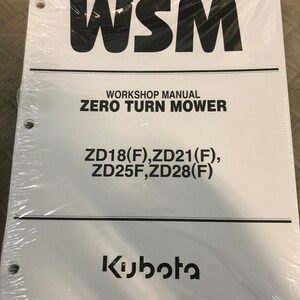 WSM
WORKSHOP MANUAL
ZERO TURN MOWER
ZD18(F),ZD21(F),
ZD25F,ZD28(F)
Kubota